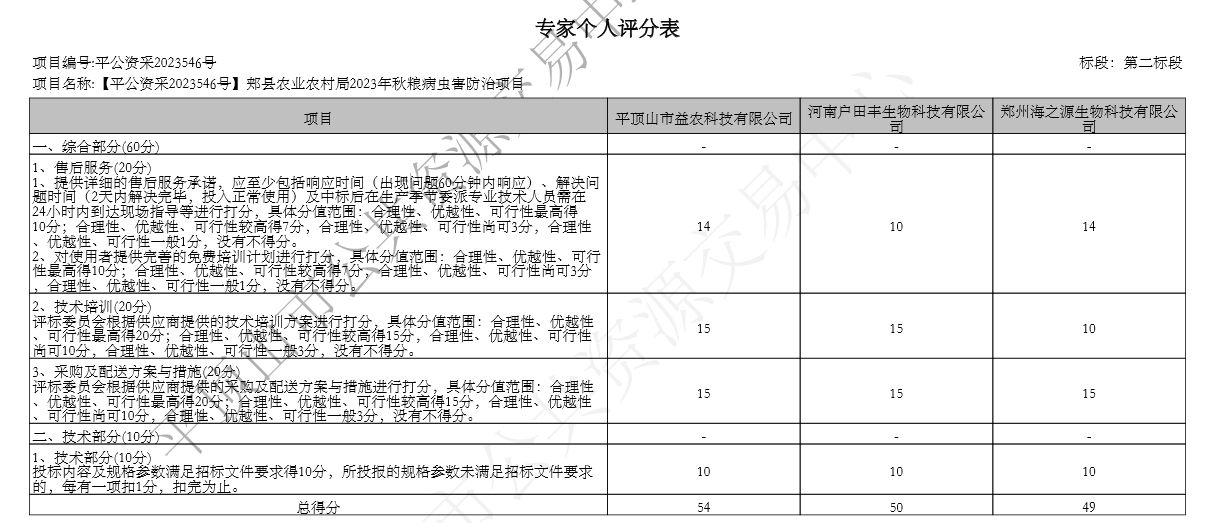 专家个人评分表
项目编号:平公资采2023546号
标段：第二标段
项目名称:【平公资采2023546号】郏县农业农村局2023年秋粮病虫害防治项目
项目
平顶山市益农科技有限公司
河南户田丰生物科技有限公
司
郑州海之源生物科技有限公
司
一、综合部分(60分)
-
-
-
1、售后服务(20分)
1、提供详细的售后服务承诺，应至少包括响应时间（出现问题60分钟内响应）、解决问
题时间（2天内解决完毕，投入正常使用）及中标后在生产季节委派专业技术人员需在
24小时内到达现场指导等进行打分，具体分值范围：合理性、优越性、可行性最高得
10分；合理性、优越性、可行性较高得7分，合理性、优越性、可行性尚可3分，合理性
、优越性、可行性一般1分，没有不得分。
2、对使用者提供完善的免费培训计划进行打分，具体分值范围：合理性、优越性、可行
性最高得10分；合理性、优越性、可行性较高得7分，合理性、优越性、可行性尚可3分
，合理性、优越性、可行性一般1分，没有不得分。
14
10
14
2、技术培训(20分)
评标委员会根据供应商提供的技术培训方案进行打分，具体分值范围：合理性、优越性
、可行性最高得20分；合理性、优越性、可行性较高得15分，合理性、优越性、可行性
尚可10分，合理性、优越性、可行性一般3分，没有不得分。
15
15
10
3、采购及配送方案与措施(20分)
评标委员会根据供应商提供的采购及配送方案与措施进行打分，具体分值范围：合理性
、优越性、可行性最高得20分；合理性、优越性、可行性较高得15分，合理性、优越性
、可行性尚可10分，合理性、优越性、可行性一般3分，没有不得分。
15
15
15
二、技术部分(10分)
-
-
-
1、技术部分(10分)
投标内容及规格参数满足招标文件要求得10分，所投报的规格参数未满足招标文件要求
的，每有一项扣1分，扣完为止。
10
10
10
总得分
54
50
49
平顶山市公共资源交易中
市公共资源交易中心